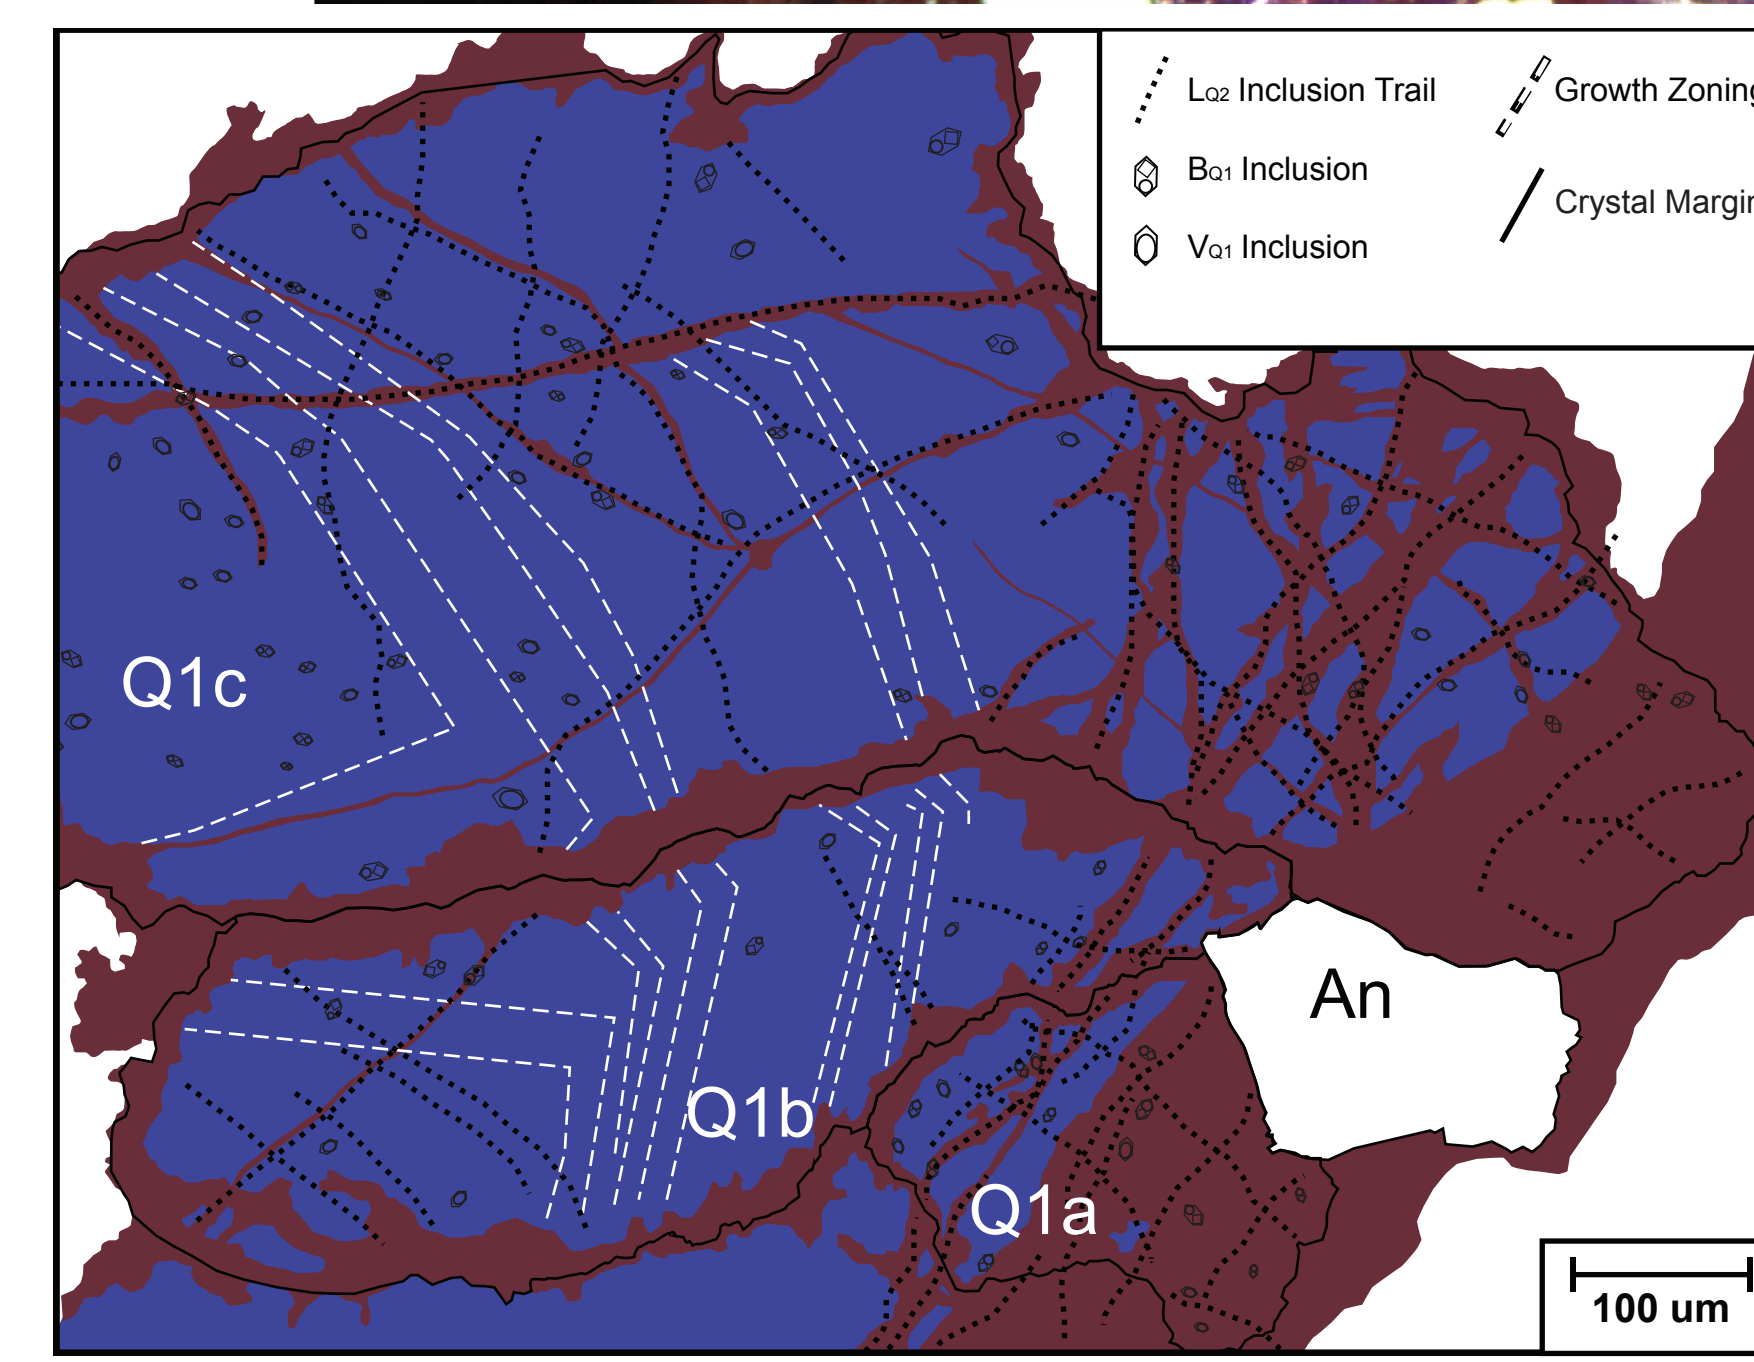 LQ2 Inclusion Trail
Growth Zoning
BQ1 Inclusion
Crystal Margin
VQ1 Inclusion
Q1c
An
Q1b
Q1a
100 um